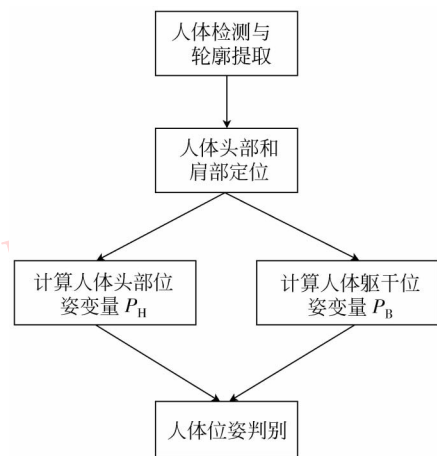 人体检测与
轮廓提取
人体头部和
肩部定位
计算人体头部位
姿变量 P_H
计算人体躯干位
姿变量 P_B
人体位姿判别